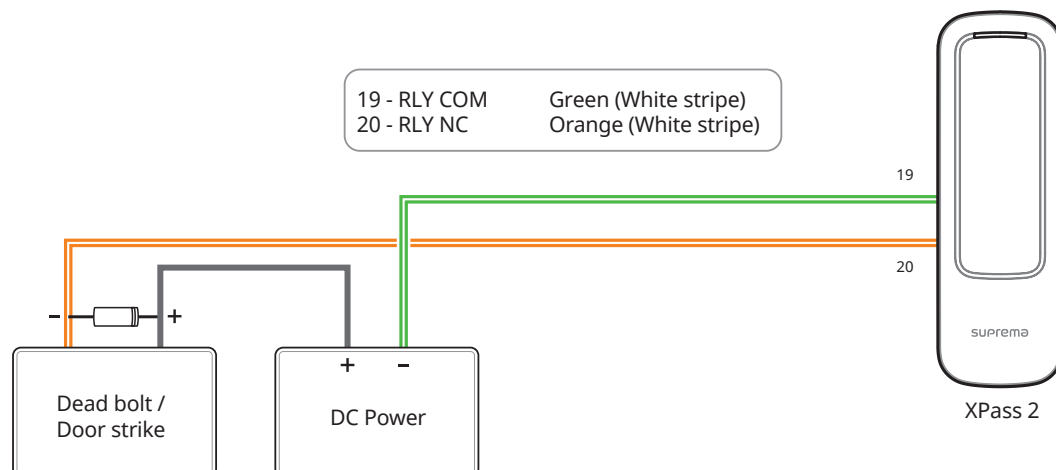 19 - RLY COM Green (White stripe)
20 - RLY NC Orange (White stripe)
19
20
- +
+ -
Dead bolt /
Door strike
DC Power
suprema
XPass 2